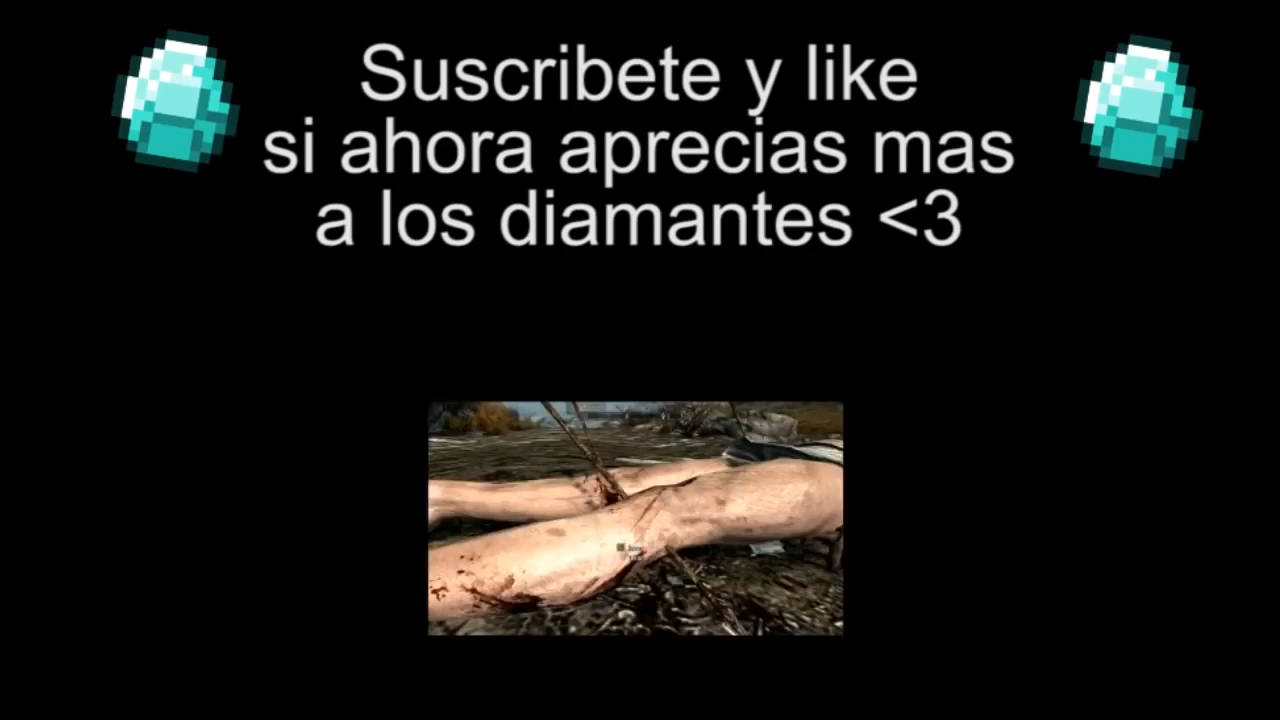 Suscribete y like
si ahora aprecias mas
a los diamantes <3